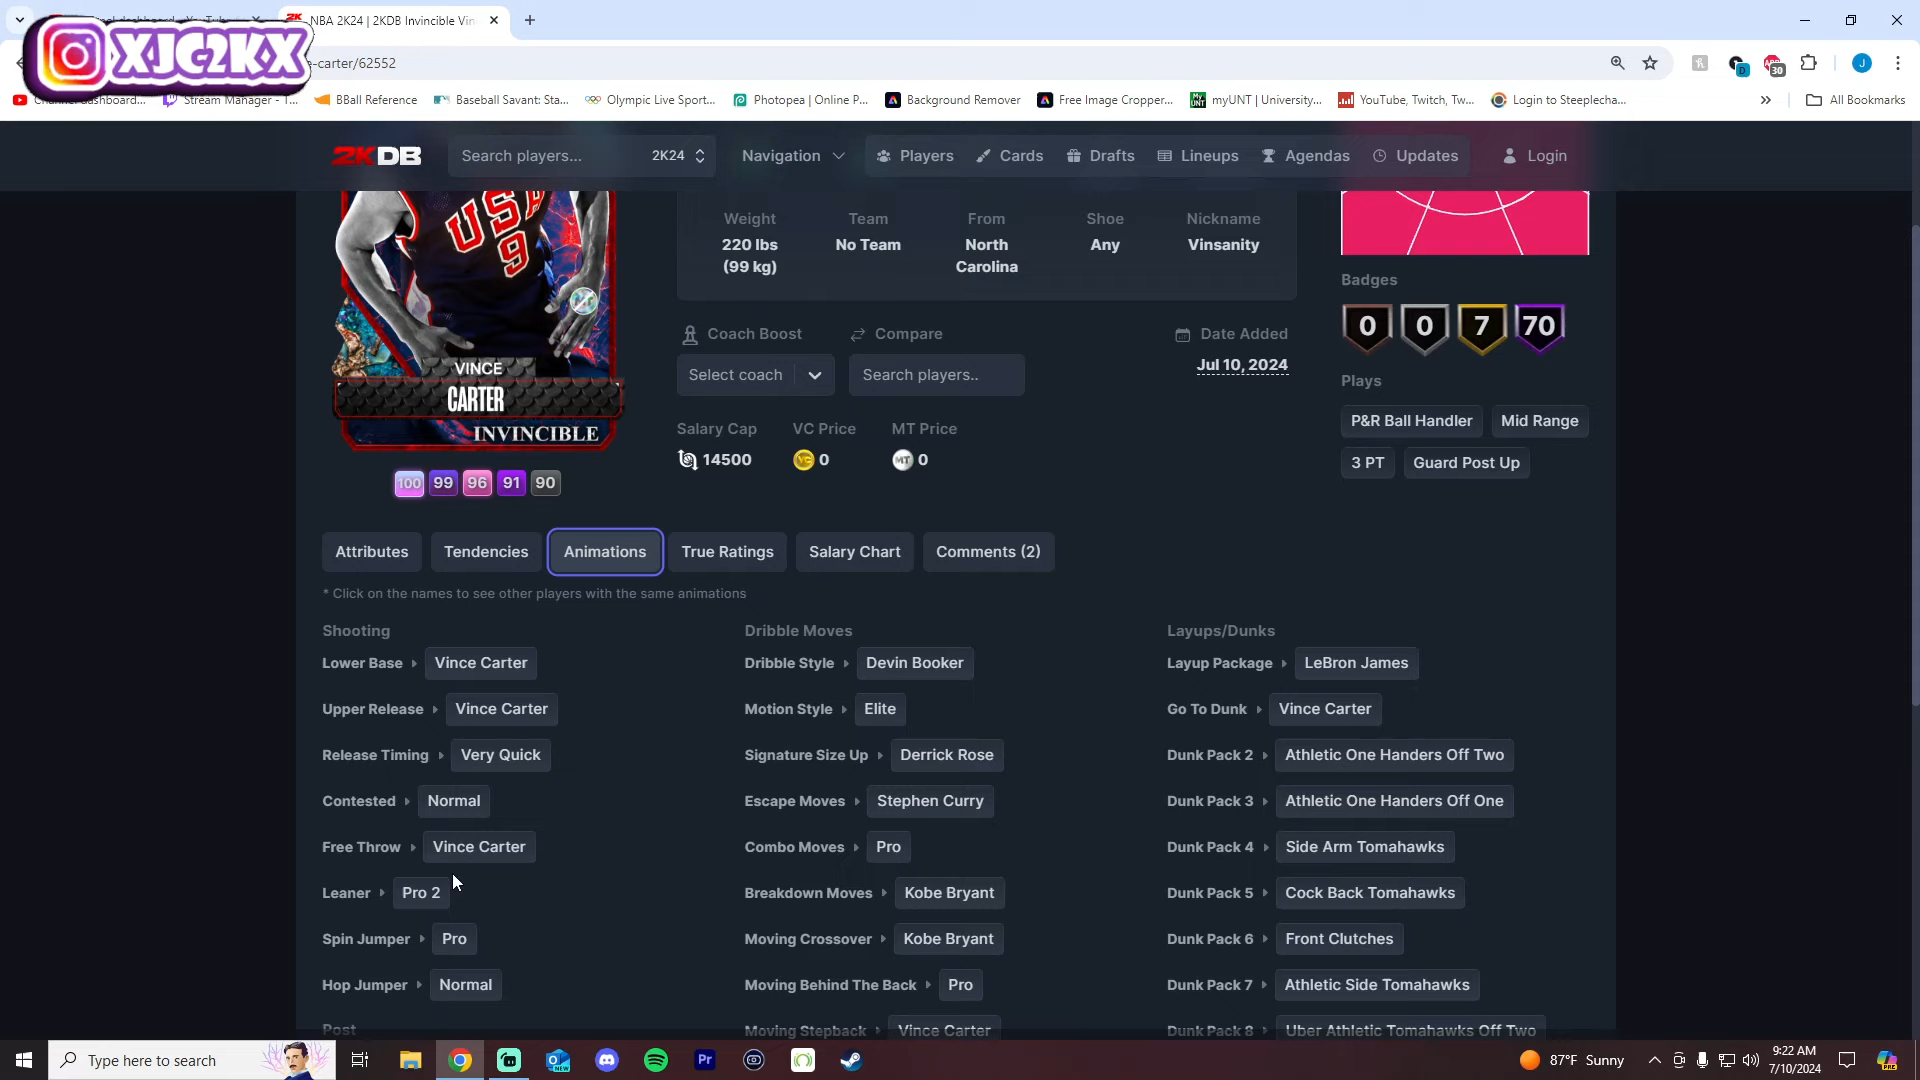 NBA 2K24 | 2KDB Invincible Vin
XJC2KX
e-carter/62552
Channel dashboard...
Stream Manager - T...
BBall Reference
Baseball Savant: Sta...
Olympic Live Sport...
Photopea | Online P...
Background Remover
Free Image Cropper...
myUNT | University...
YouTube, Twitch, Tw...
Login to Steeplecha...
All Bookmarks
2KDB
Search players...
2K24
Navigation
Players
Cards
Drafts
Lineups
Agendas
Updates
Login
USA
9
VINCE
CARTER
INVINCIBLE
100 99 96 91 90
Weight
220 lbs
(99 kg)
Team
No Team
From
North
Carolina
Shoe
Any
Nickname
Vinsanity
Coach Boost
Select coach
Compare
Search players..
Date Added
Jul 10, 2024
Salary Cap
14500
VC Price
VC 0
MT Price
MT 0
Badges
0 0 7 70
Plays
P&R Ball Handler
Mid Range
3 PT
Guard Post Up
Attributes
Tendencies
Animations
True Ratings
Salary Chart
Comments (2)
* Click on the names to see other players with the same animations
Shooting
Lower Base Vince Carter
Upper Release Vince Carter
Release Timing Very Quick
Contested Normal
Free Throw Vince Carter
Leaner Pro 2
Spin Jumper Pro
Hop Jumper Normal
Post
Dribble Moves
Dribble Style Devin Booker
Motion Style Elite
Signature Size Up Derrick Rose
Escape Moves Stephen Curry
Combo Moves Pro
Breakdown Moves Kobe Bryant
Moving Crossover Kobe Bryant
Moving Behind The Back Pro
Moving Stepback Vince Carter
Layups/Dunks
Layup Package LeBron James
Go To Dunk Vince Carter
Dunk Pack 2 Athletic One Handers Off Two
Dunk Pack 3 Athletic One Handers Off One
Dunk Pack 4 Side Arm Tomahawks
Dunk Pack 5 Cock Back Tomahawks
Dunk Pack 6 Front Clutches
Dunk Pack 7 Athletic Side Tomahawks
Dunk Pack 8 Uber Athletic Tomahawks Off Two
Type here to search
87°F Sunny
9:22 AM
7/10/2024